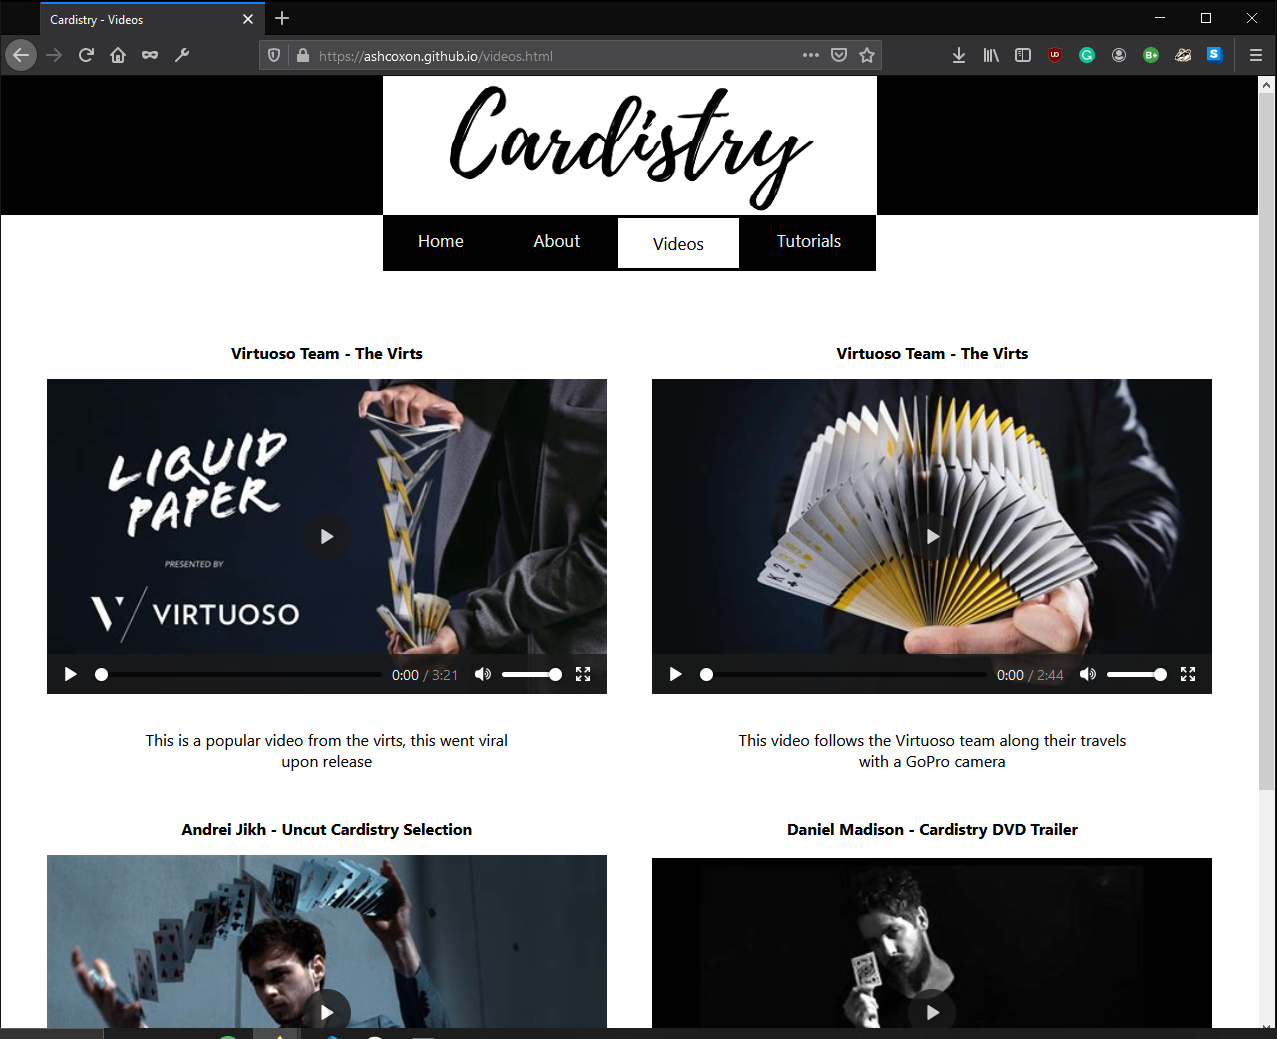 Cardistry - Videos
https://ashcoxon.github.io/videos.html
Cardistry
Home About Videos Tutorials
Virtuoso Team - The Virts
LIQUID
PAPER
PRESENTED BY
VIRTUOSO
0:00 / 3:21
This is a popular video from the virts, this went viral
upon release
Virtuoso Team - The Virts
0:00 / 2:44
This video follows the Virtuoso team along their travels
with a GoPro camera
Andrei Jikh - Uncut Cardistry Selection
Daniel Madison - Cardistry DVD Trailer